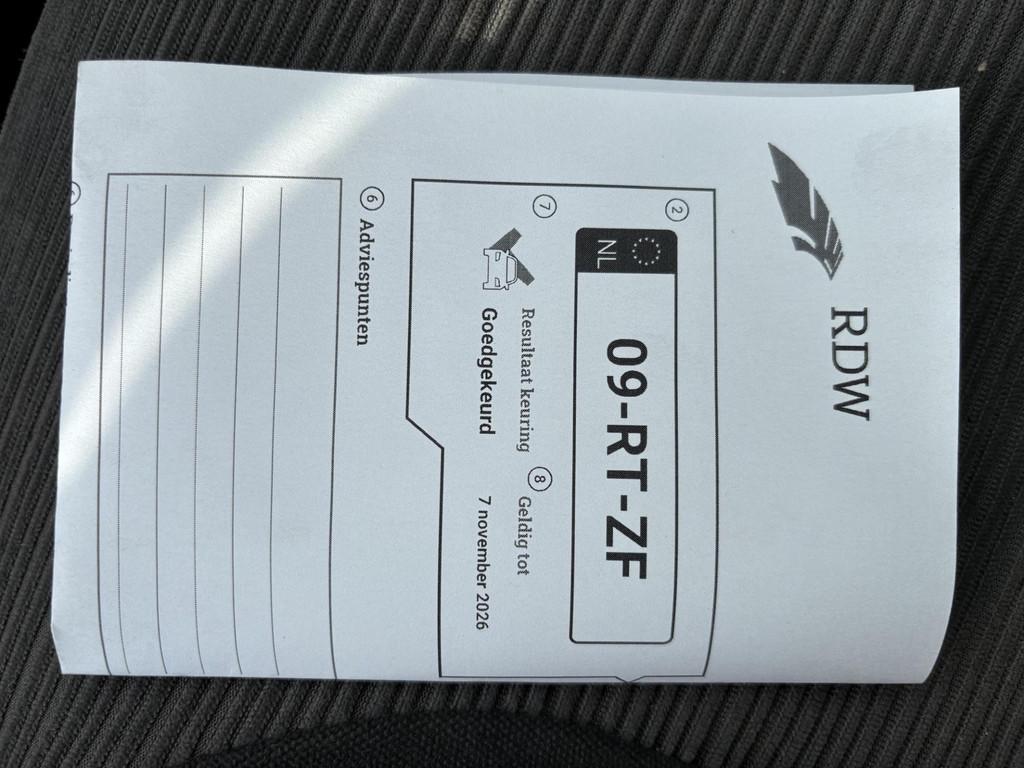 RDW
2
NL
09-RT-ZF
7 Resultaat keuring 8 Geldig tot
Goedgekeurd 7 november 2026
6 Adviespunten